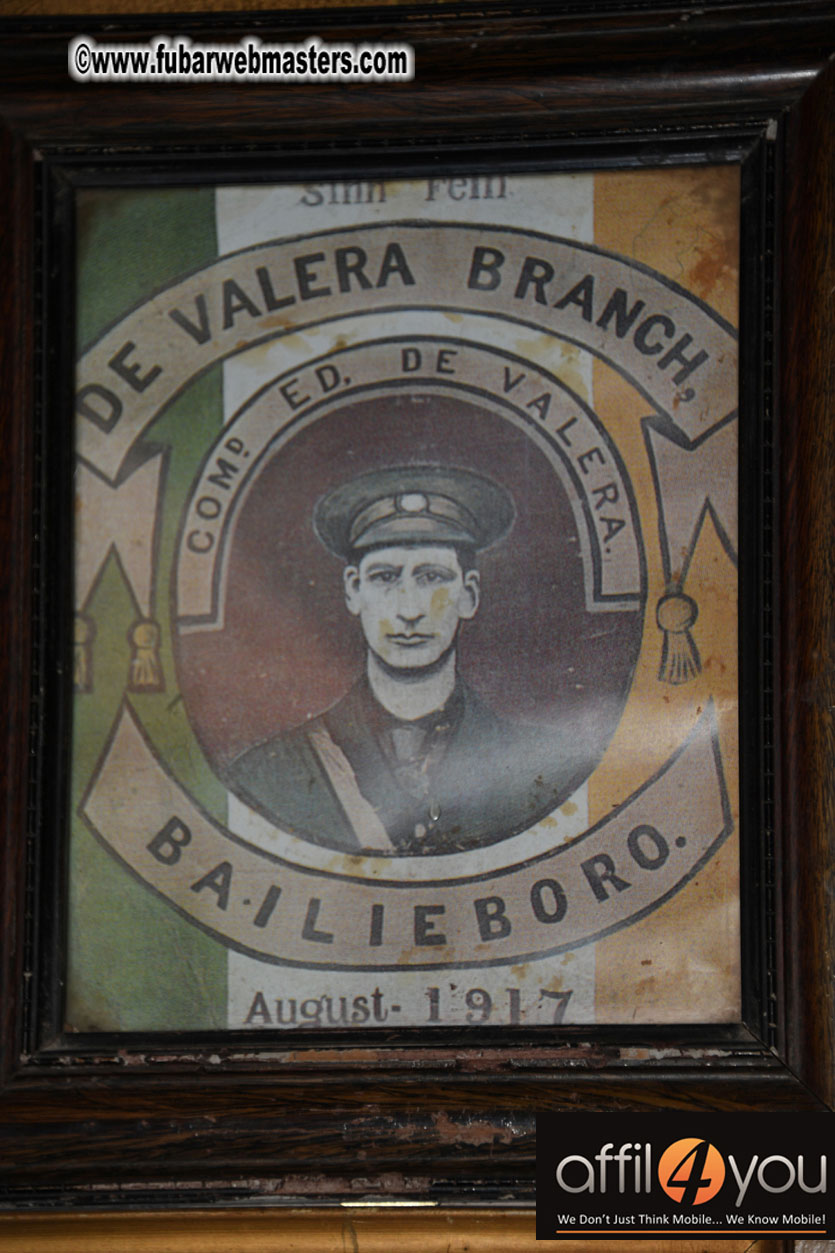 ©www.fubarwebmasters.com
Sinn Fein
DE VALERA BRANCH,
COMD. ED. DE VALERA.
BAILIEBORO.
August- 1917
affil4you
We Don't Just Think Mobile... We Know Mobile!